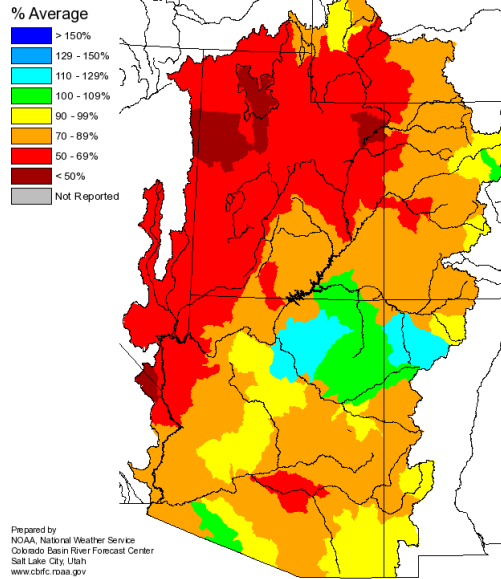 % Average
> 150%
129 - 150%
110 - 129%
100 - 109%
90 - 99%
70 - 89%
50 - 69%
< 50%
Not Reported
Prepared by
NOAA, National Weather Service
Colorado Basin River Forecast Center
Salt Lake City, Utah
www.cbrfc.noaa.gov